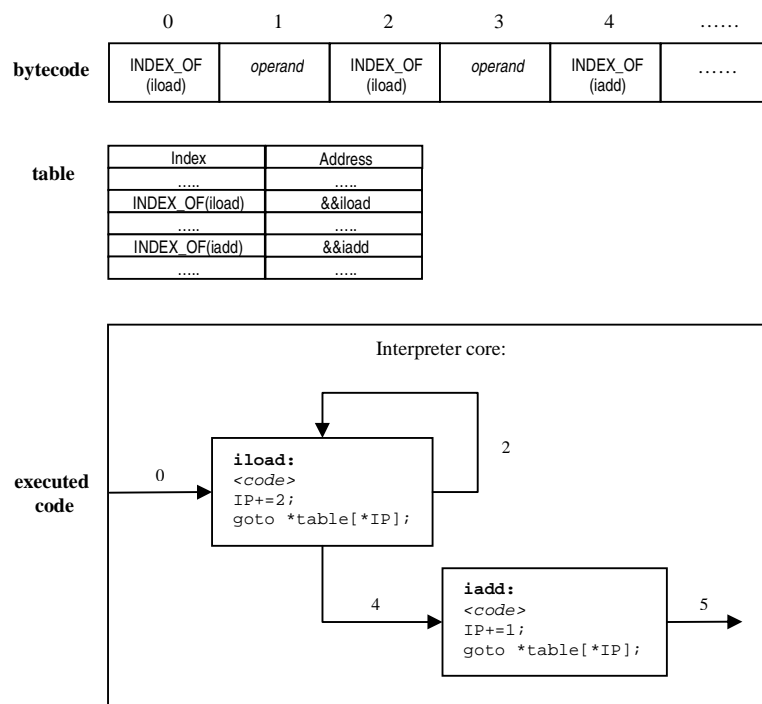 0 1 2 3 4 ......
bytecode
INDEX_OF (iload)
operand
INDEX_OF (iload)
operand
INDEX_OF (iadd)
......
table
Index Address
..... .....
INDEX_OF(iload) &&iload
..... .....
INDEX_OF(iadd) &&iadd
..... .....
executed code
Interpreter core:
0
iload:
<code>
IP+=2;
goto *table[*IP];
2
4
iadd:
<code>
IP+=1;
goto *table[*IP];
5